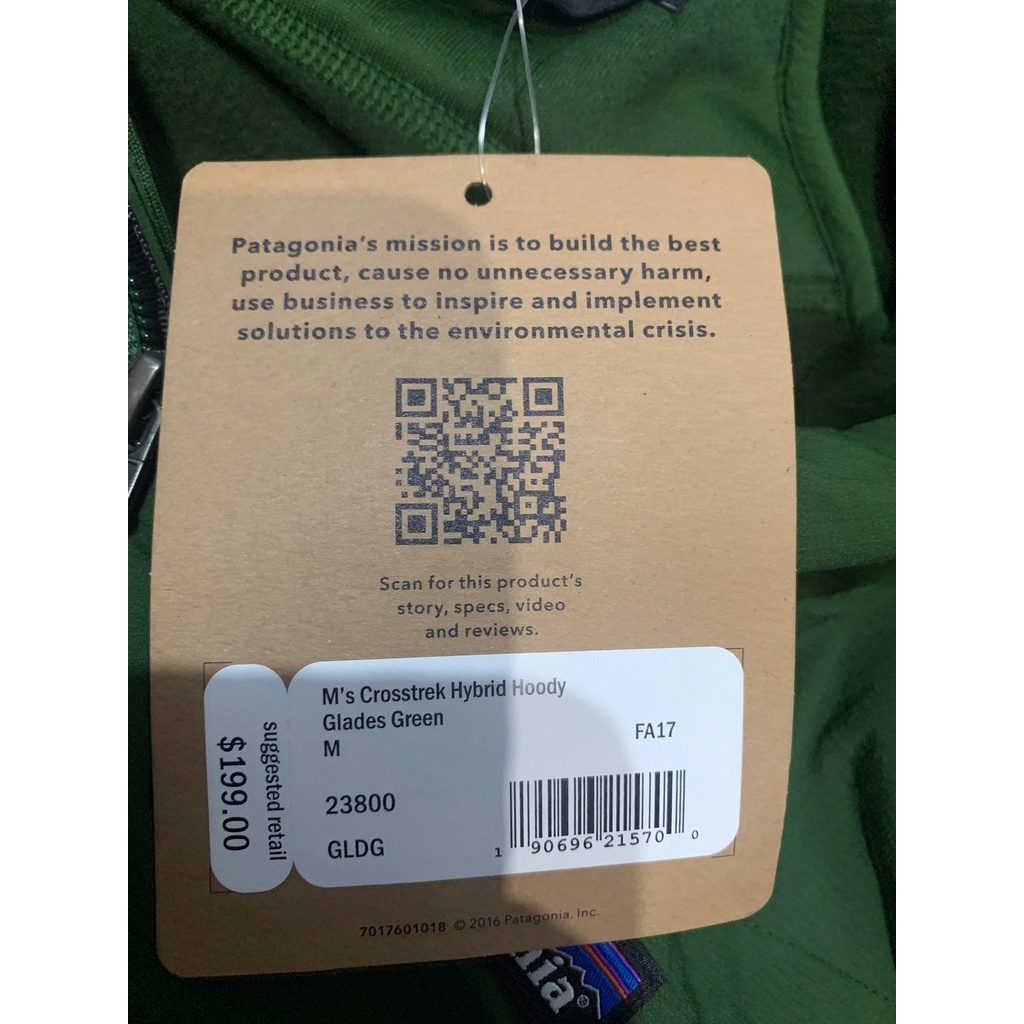 Patagonia's mission is to build the best
product, cause no unnecessary harm,
use business to inspire and implement
solutions to the environmental crisis.
Scan for this product's
story, specs, video
and reviews.
suggested retail
$199.00
M's Crosstrek Hybrid Hoody
Glades Green
M
FA17
23800
GLDG
1 90696 21570 0
7017601018 © 2016 Patagonia, Inc.
nia®